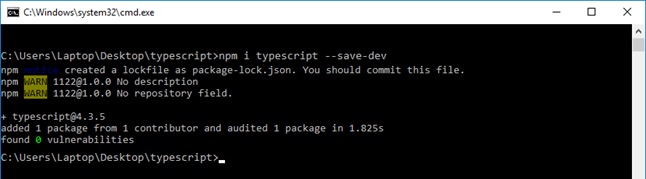 C:\Windows\system32\cmd.exe
C:\Users\Laptop\Desktop\typescript>npm i typescript --save-dev
npm notice created a lockfile as package-lock.json. You should commit this file.
npm WARN 1122@1.0.0 No description
npm WARN 1122@1.0.0 No repository field.
+ typescript@4.3.5
added 1 package from 1 contributor and audited 1 package in 1.825s
found 0 vulnerabilities
C:\Users\Laptop\Desktop\typescript>